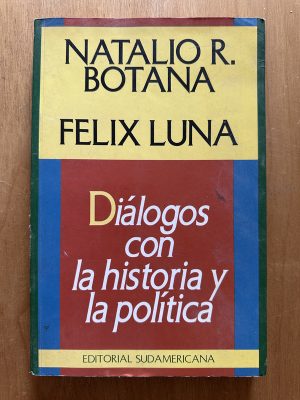 NATALIO R.
BOTANA
FELIX LUNA
Diálogos
con
la historia y
la política
EDITORIAL SUDAMERICANA